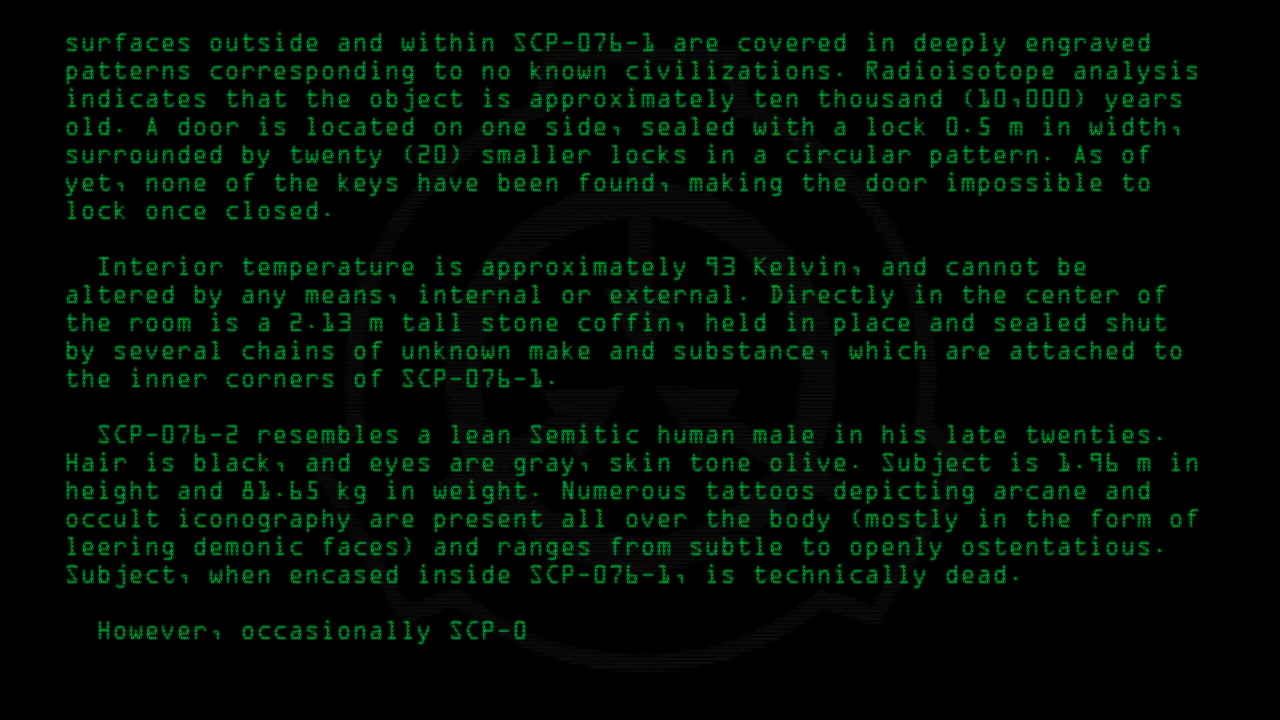 surfaces outside and within SCP-076-1 are covered in deeply engraved
patterns corresponding to no known civilizations. Radioisotope analysis
indicates that the object is approximately ten thousand (10,000) years
old. A door is located on one side, sealed with a lock 0.5 m in width,
surrounded by twenty (20) smaller locks in a circular pattern. As of
yet, none of the keys have been found, making the door impossible to
lock once closed.
Interior temperature is approximately 93 Kelvin, and cannot be
altered by any means, internal or external. Directly in the center of
the room is a 2.13 m tall stone coffin, held in place and sealed shut
by several chains of unknown make and substance, which are attached to
the inner corners of SCP-076-1.
SCP-076-2 resembles a lean Semitic human male in his late twenties.
Hair is black, and eyes are gray, skin tone olive. Subject is 1.96 m in
height and 81.65 kg in weight. Numerous tattoos depicting arcane and
occult iconography are present all over the body (mostly in the form of
leering demonic faces) and ranges from subtle to openly ostentatious.
Subject, when encased inside SCP-076-1, is technically dead.
However, occasionally SCP-0